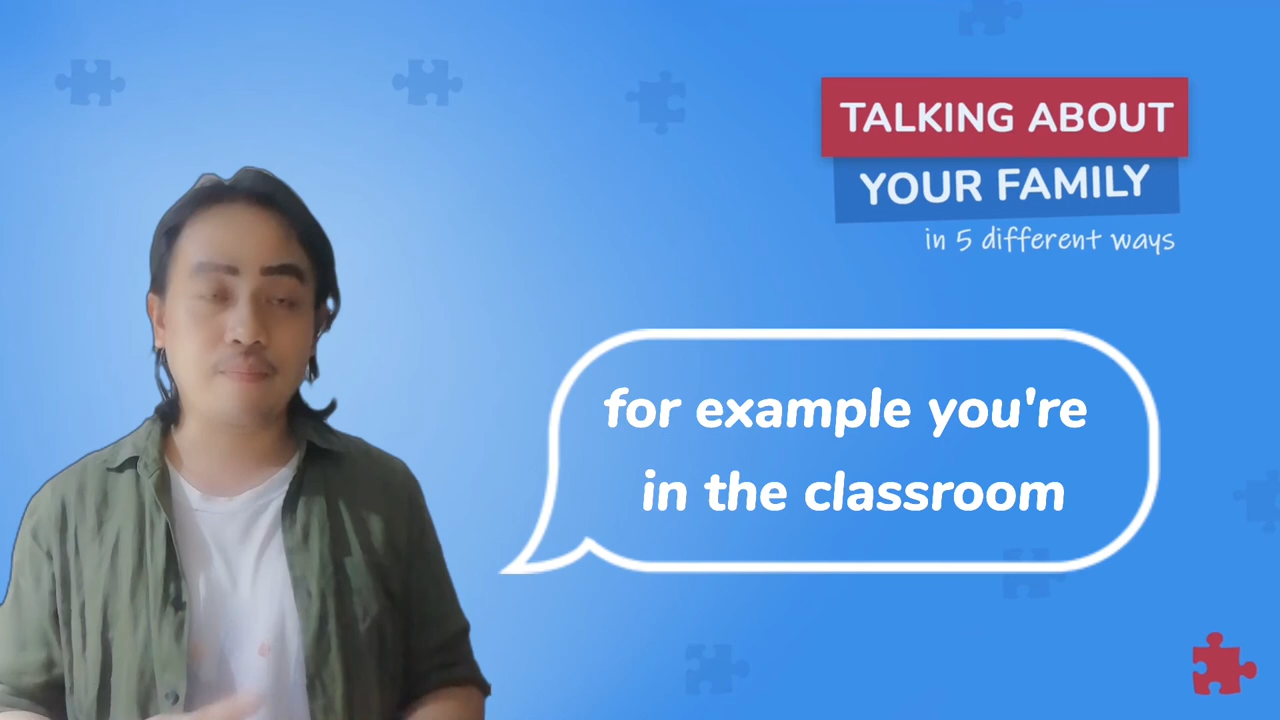 TALKING ABOUT
YOUR FAMILY
in 5 different ways
for example you're
in the classroom